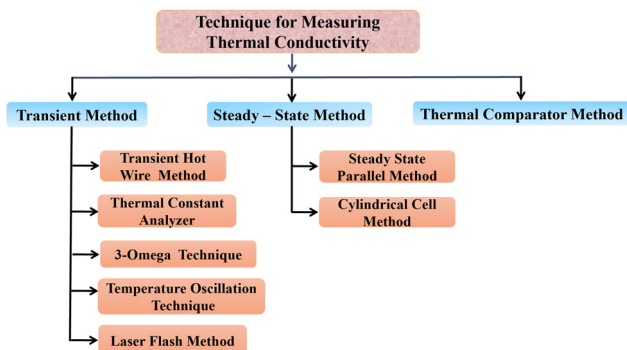 Technique for Measuring
Thermal Conductivity
Transient Method
Steady – State Method
Thermal Comparator Method
Transient Hot
Wire Method
Thermal Constant
Analyzer
3-Omega Technique
Temperature Oscillation
Technique
Laser Flash Method
Steady State
Parallel Method
Cylindrical Cell
Method